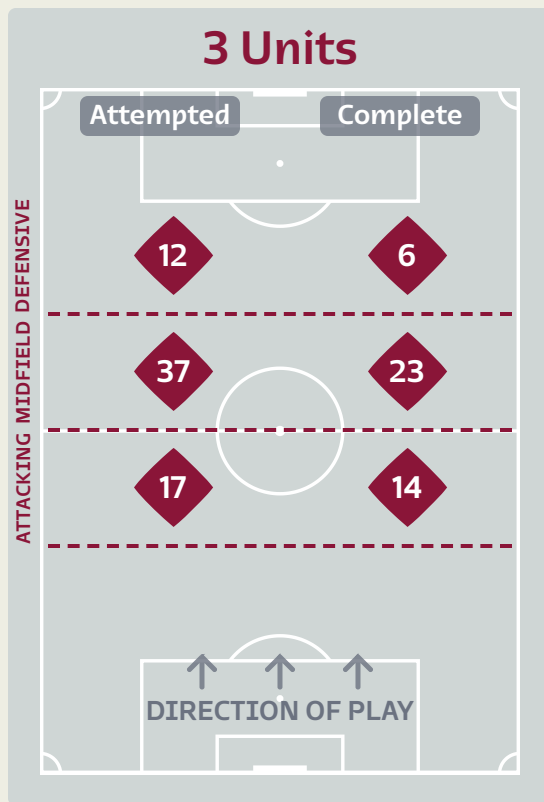 3 Units
Attempted Complete
ATTACKING MIDFIELD DEFENSIVE
12 6
37 23
17 14
DIRECTION OF PLAY